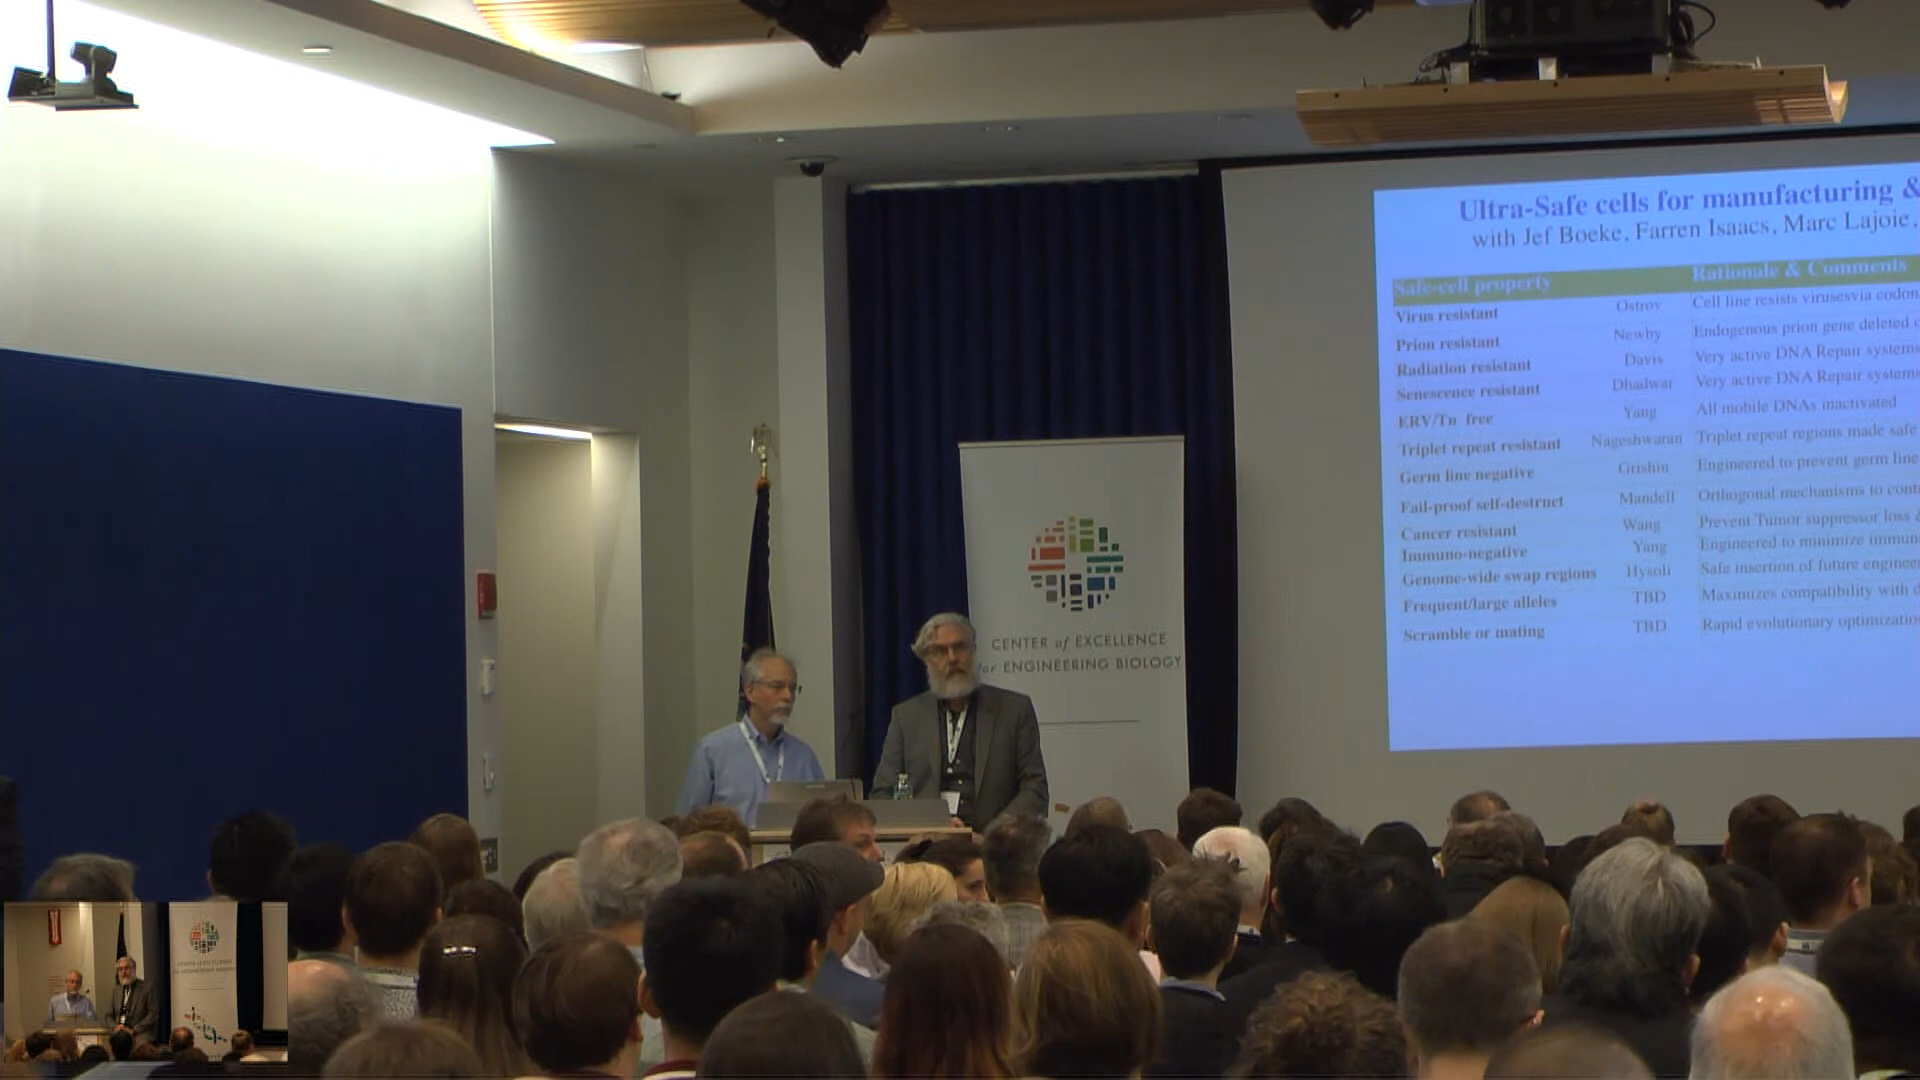 Ultra-Safe cells for manufacturing &
with Jef Boeke, Farren Isaacs, Marc Lajoie,
Safe-cell property Rationale & Comments
Virus resistant Ostrov Cell line resists virusesvia codon
Prion resistant Newby Endogenous prion gene deleted
Radiation resistant Davis Very active DNA Repair systems
Senescence resistant Dhadwar Very active DNA Repair systems
ERV/Tn free Yang All mobile DNAs inactivated
Triplet repeat resistant Nageshwaran Triplet repeat regions made safe
Germ line negative Grishin Engineered to prevent germ line
Fail-proof self-destruct Mandell Orthogonal mechanisms to
Cancer resistant Wang Prevent Tumor suppressor loss
Immuno-negative Yang Engineered to minimize
Genome-wide swap regions Hysoli Safe insertion of future
Frequent/large alleles TBD Maximizes compatibility with
Scramble or mating TBD Rapid evolutionary
CENTER of EXCELLENCE
for ENGINEERING BIOLOGY